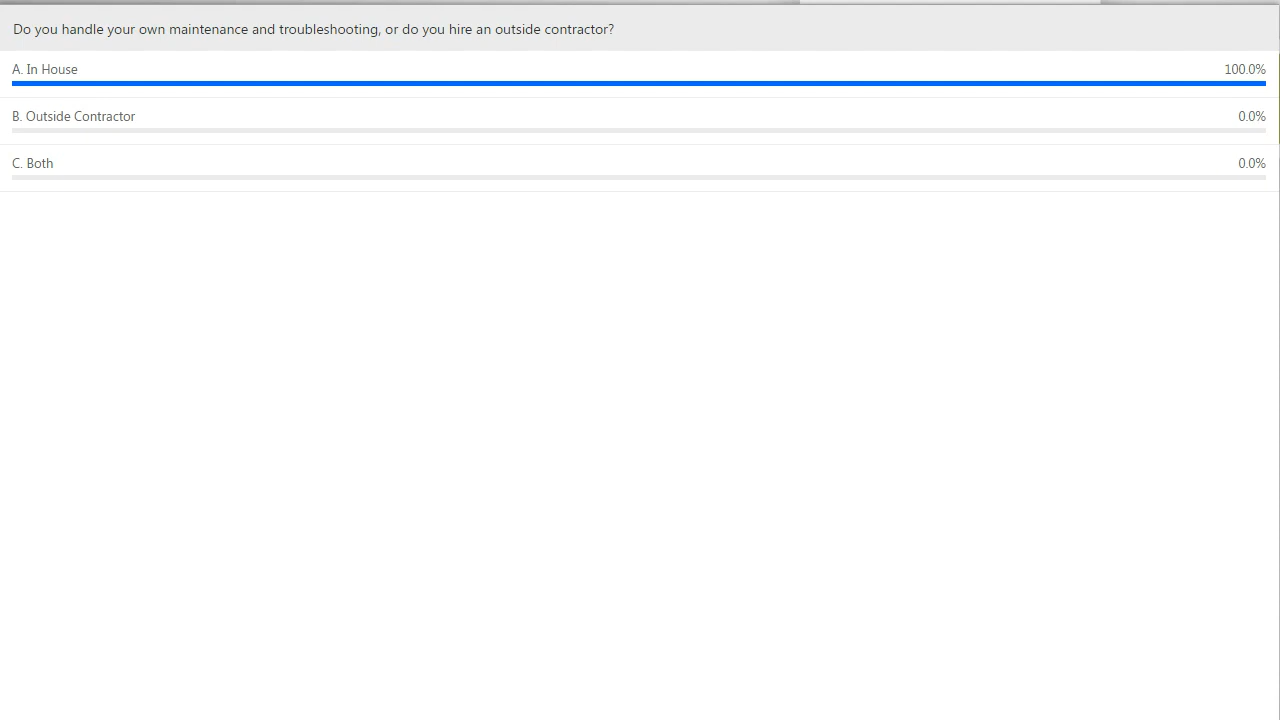 Do you handle your own maintenance and troubleshooting, or do you hire an outside contractor?
A. In House 100.0%
B. Outside Contractor 0.0%
C. Both 0.0%